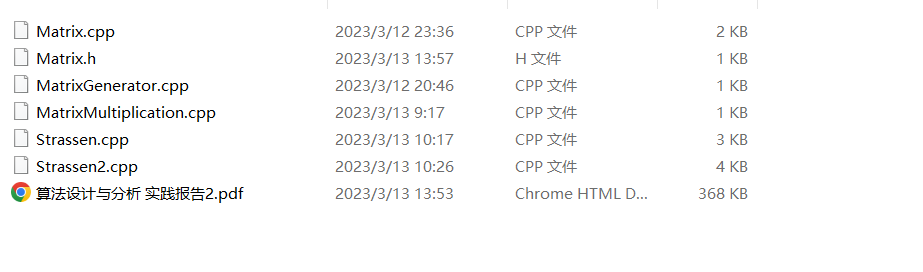 Matrix.cpp 2023/3/12 23:36 CPP 文件 2 KB
Matrix.h 2023/3/13 13:57 H 文件 1 KB
MatrixGenerator.cpp 2023/3/12 20:46 CPP 文件 1 KB
MatrixMultiplication.cpp 2023/3/13 9:17 CPP 文件 1 KB
Strassen.cpp 2023/3/13 10:17 CPP 文件 3 KB
Strassen2.cpp 2023/3/13 10:26 CPP 文件 4 KB
算法设计与分析 实践报告2.pdf 2023/3/13 13:53 Chrome HTML D... 368 KB